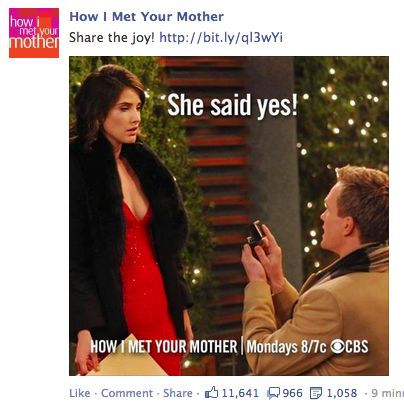 how i
met your
mother
How I Met Your Mother
Share the joy! http://bit.ly/ql3wYi
"She said yes!"
HOW I MET YOUR MOTHER | Mondays 8/7c CBS
Like · Comment · Share · 11,641 966 1,058 · 9 min